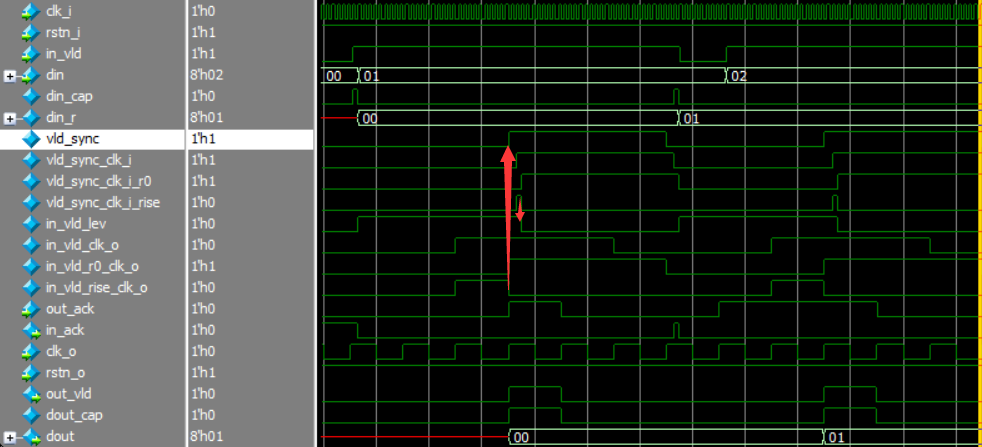 clk_i 1'h0
rstn_i 1'h1
in_vld 1'h1
din 8'h02 00 01 02
din_cap 1'h0
din_r 8'h01 00 01
vld_sync 1'h1
vld_sync_clk_i 1'h1
vld_sync_clk_i_r0 1'h1
vld_sync_clk_i_rise 1'h0
in_vld_lev 1'h0
in_vld_clk_o 1'h0
in_vld_r0_clk_o 1'h1
in_vld_rise_clk_o 1'h0
out_ack 1'h0
in_ack 1'h0
clk_o 1'h0
rstn_o 1'h1
out_vld 1'h0
dout_cap 1'h0
dout 8'h01 00 01